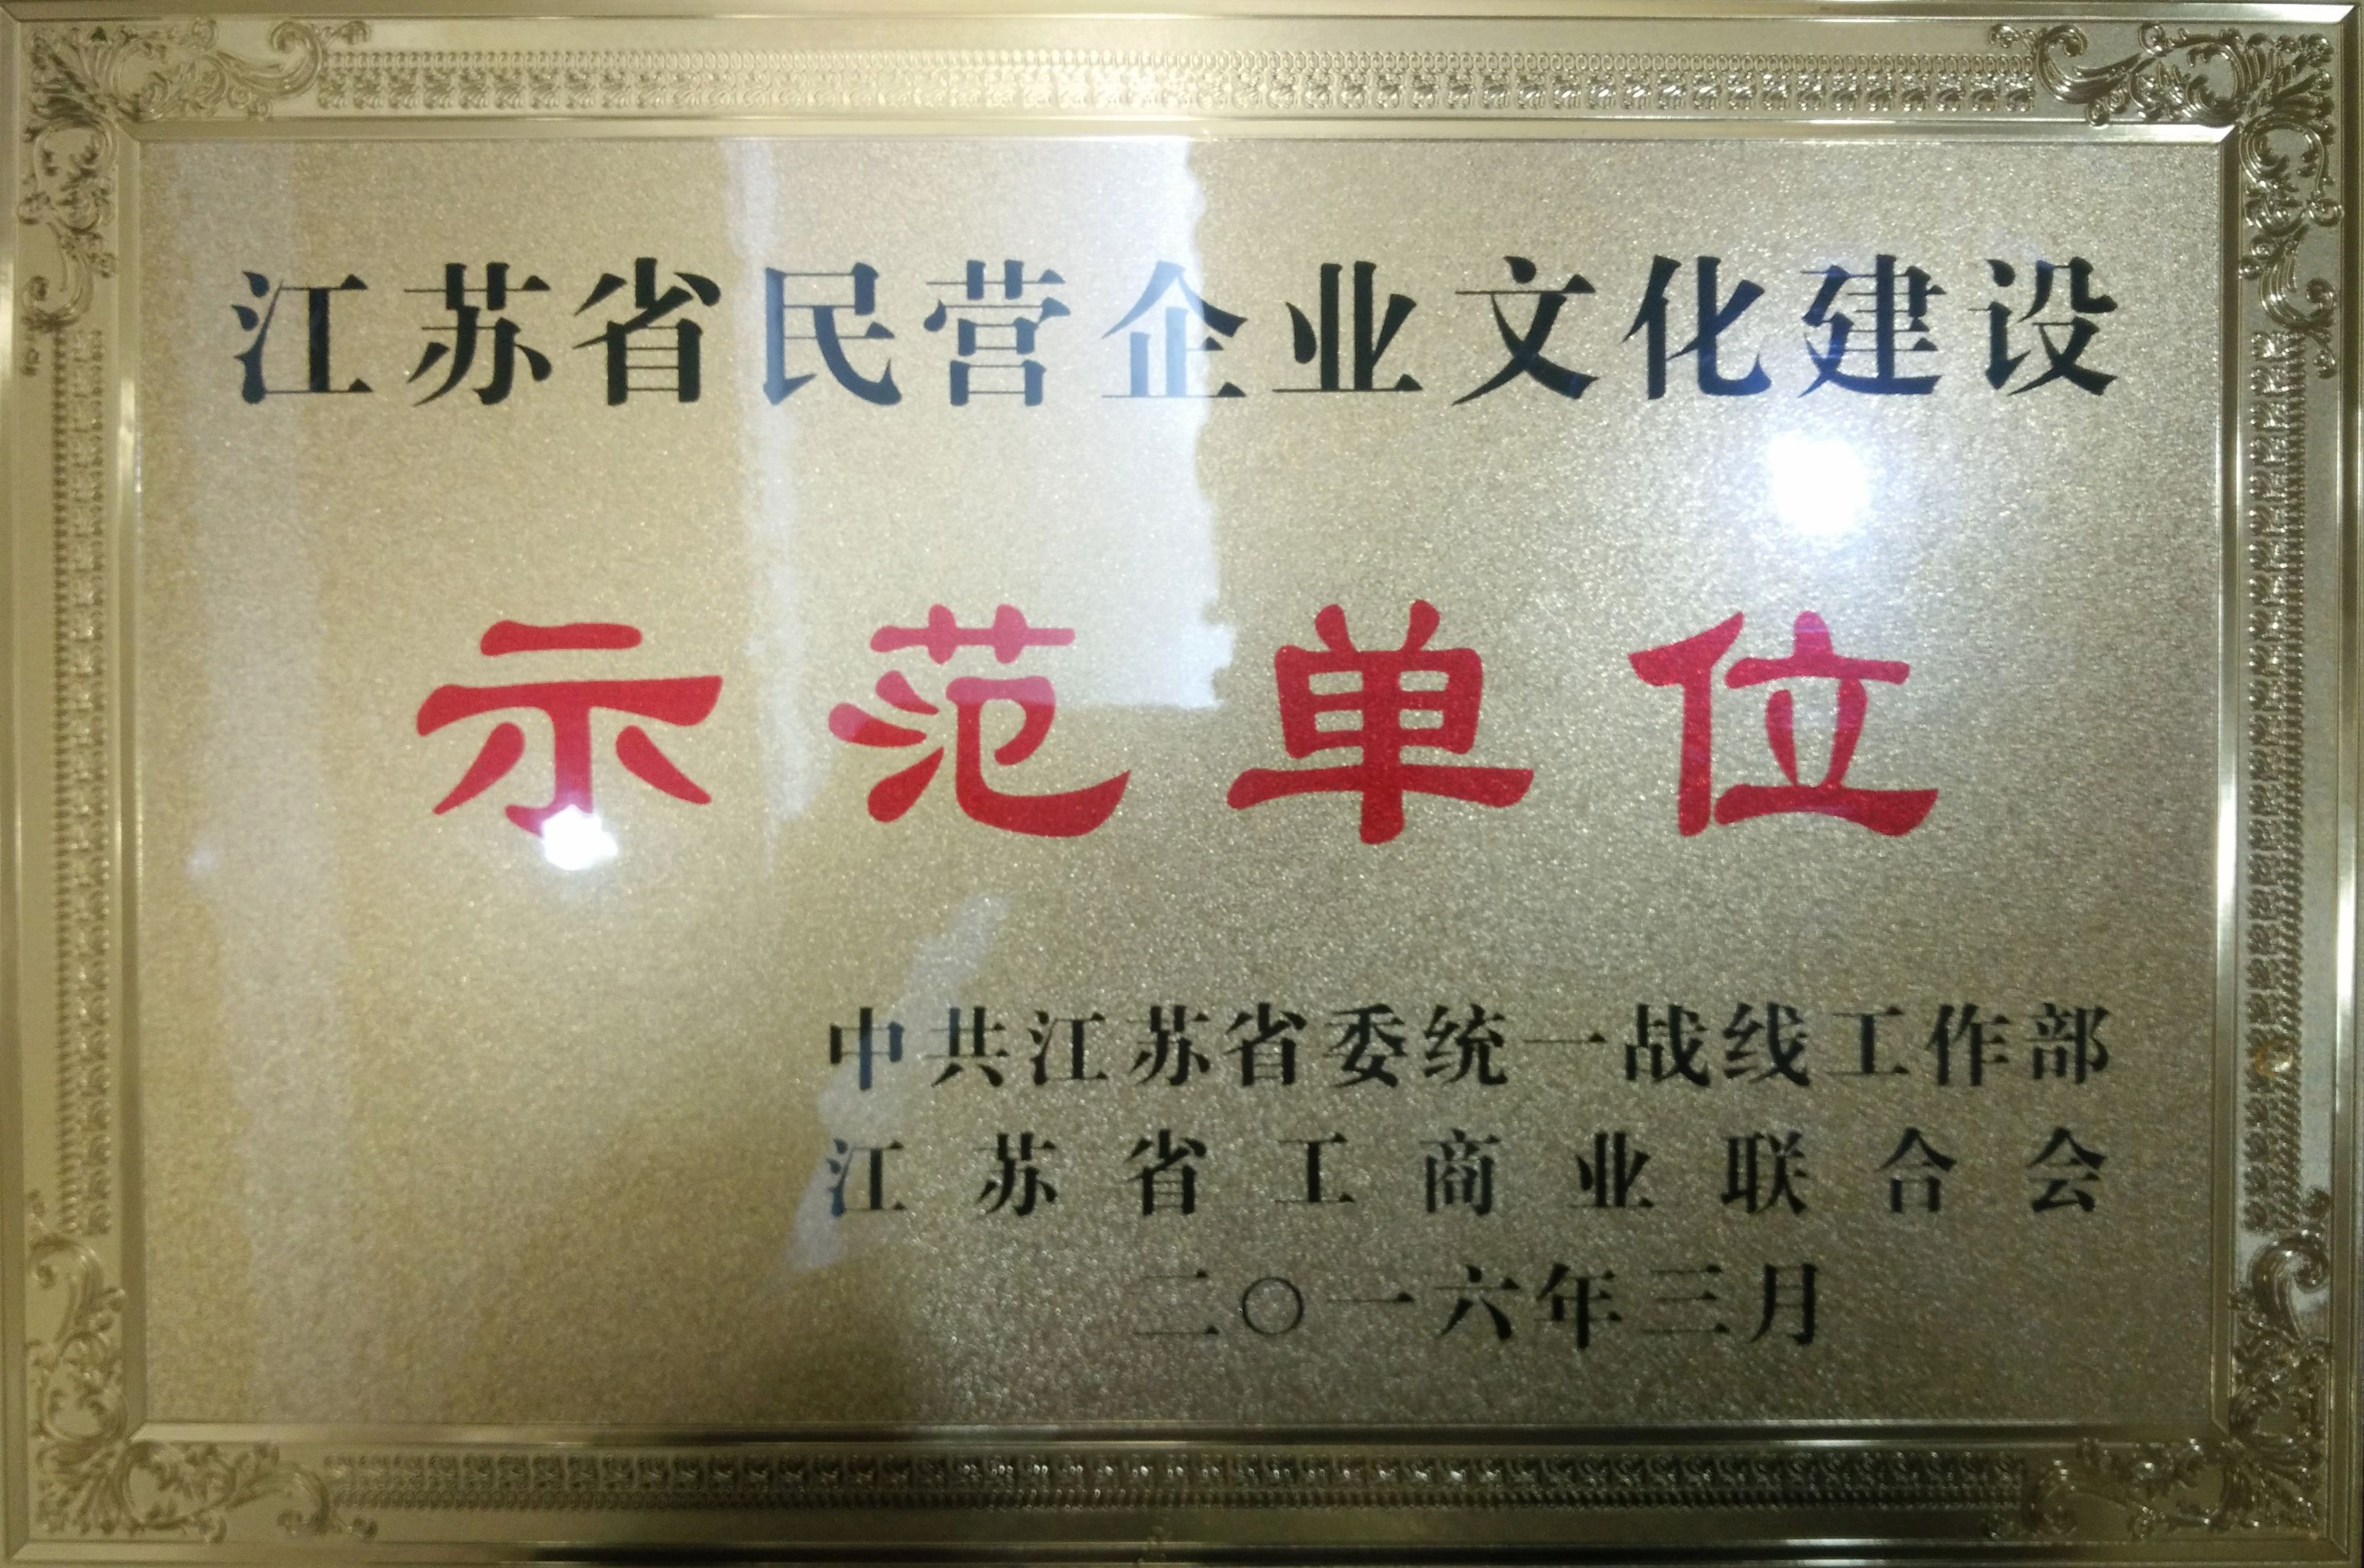 江苏省民营企业文化建设
示范单位
中共江苏省委统一战线工作部
江苏省工商业联合会
二〇一六年三月